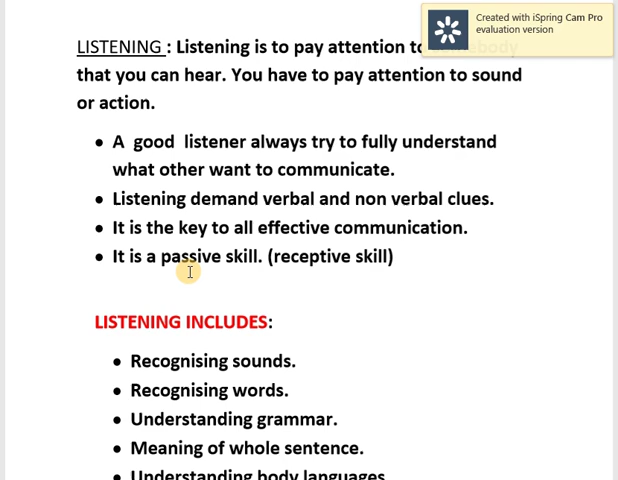 Created with iSpring Cam Pro
evaluation version
LISTENING : Listening is to pay attention to
that you can hear. You have to pay attention to sound
or action.
• A good listener always try to fully understand
what other want to communicate.
• Listening demand verbal and non verbal clues.
• It is the key to all effective communication.
• It is a passive skill. (receptive skill)
LISTENING INCLUDES:
• Recognising sounds.
• Recognising words.
• Understanding grammar.
• Meaning of whole sentence.
• Understanding body languages.